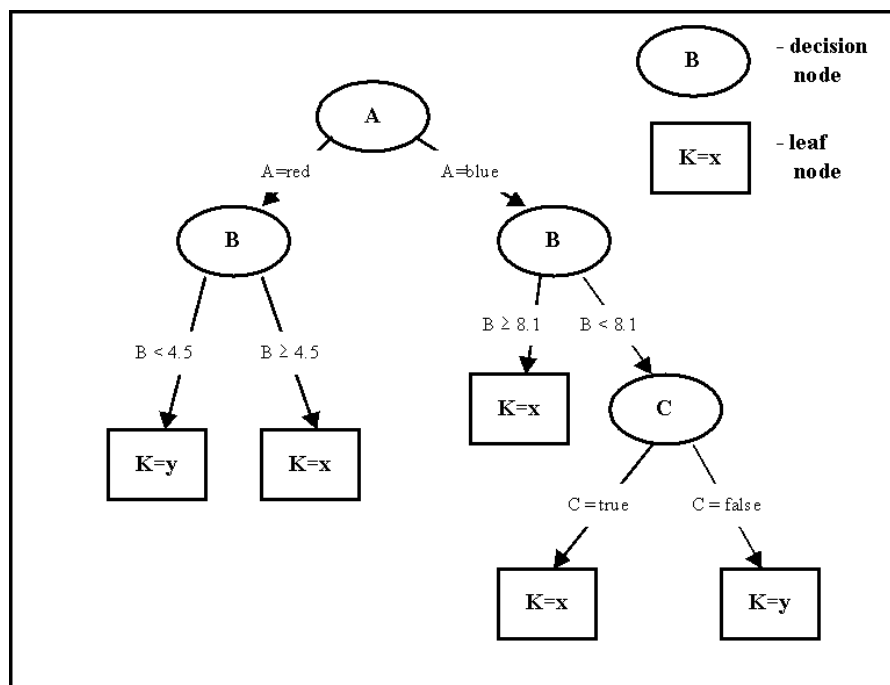 B
- decision
node
A
K=x
- leaf
node
A=red
A=blue
B
B
B ≥ 8.1
B < 8.1
B < 4.5
B ≥ 4.5
K=x
C
K=y
K=x
C = true
C = false
K=x
K=y